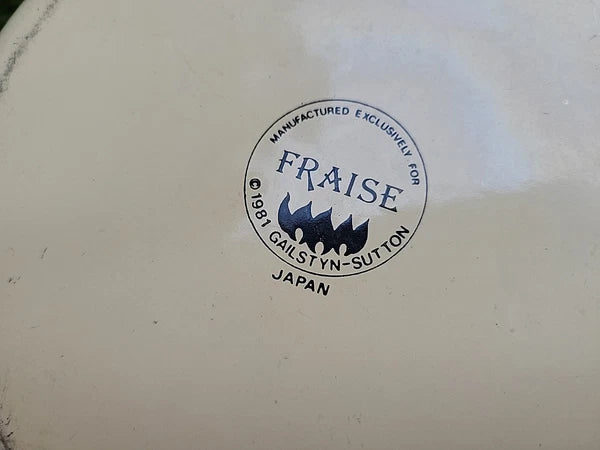 MANUFACTURED EXCLUSIVELY FOR
FRAISE
© 1981 GAILSTYN-SUTTON
JAPAN